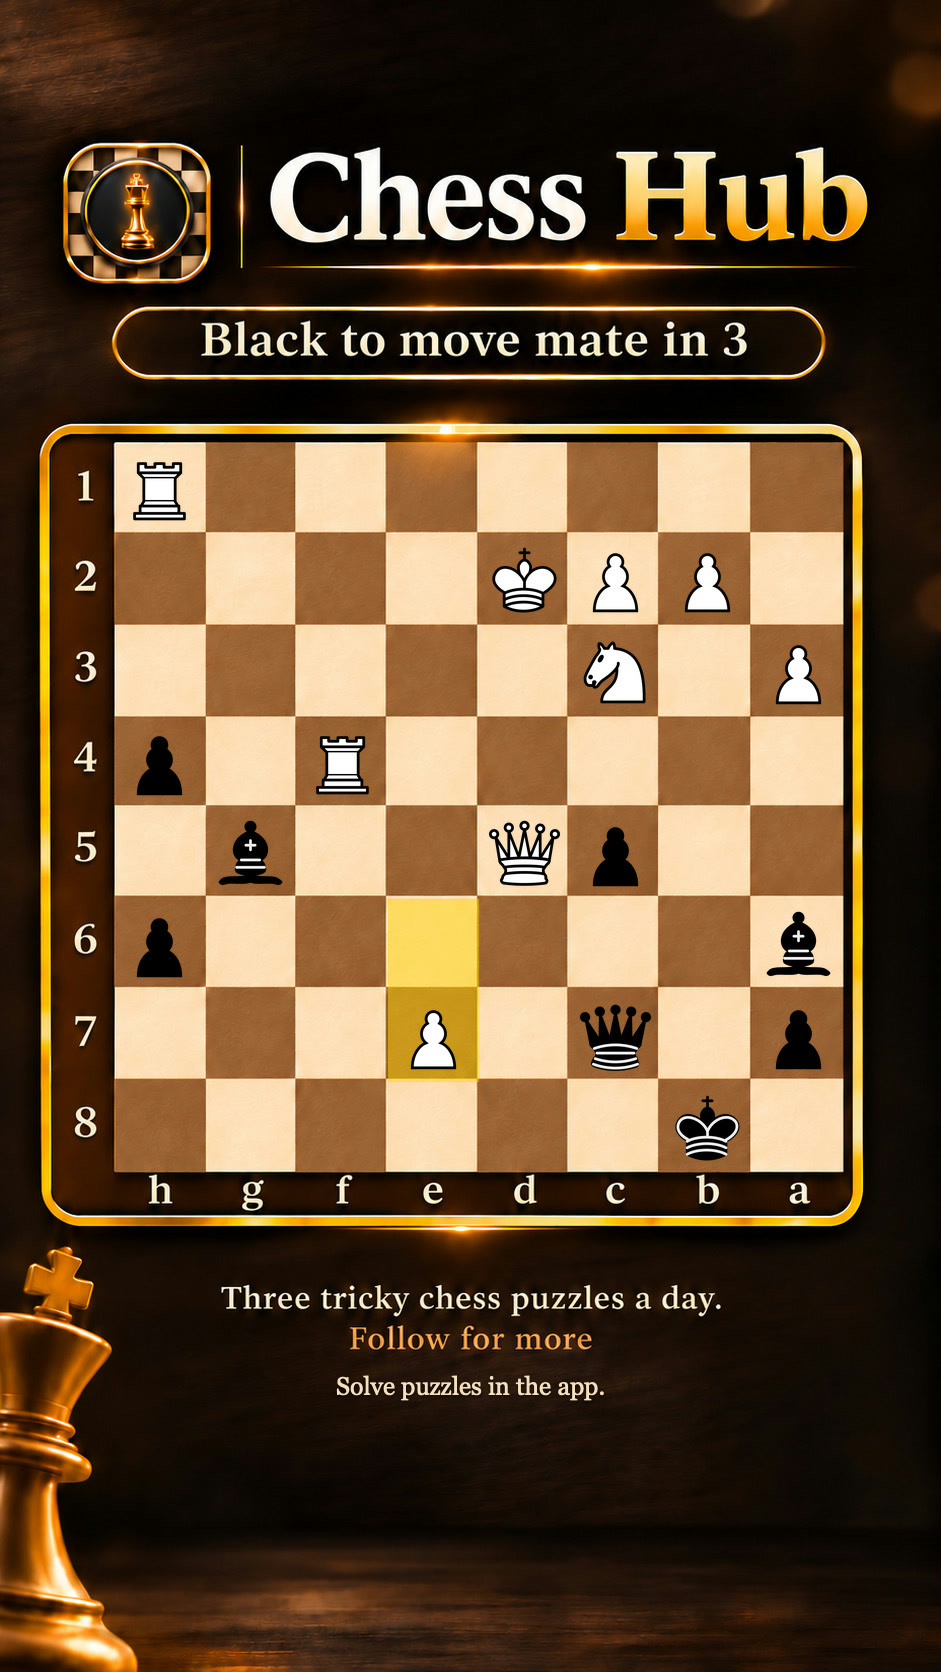 Chess Hub
Black to move mate in 3
1
2
3
4
5
6
7
8
h g f e d c b a
Three tricky chess puzzles a day.
Follow for more
Solve puzzles in the app.